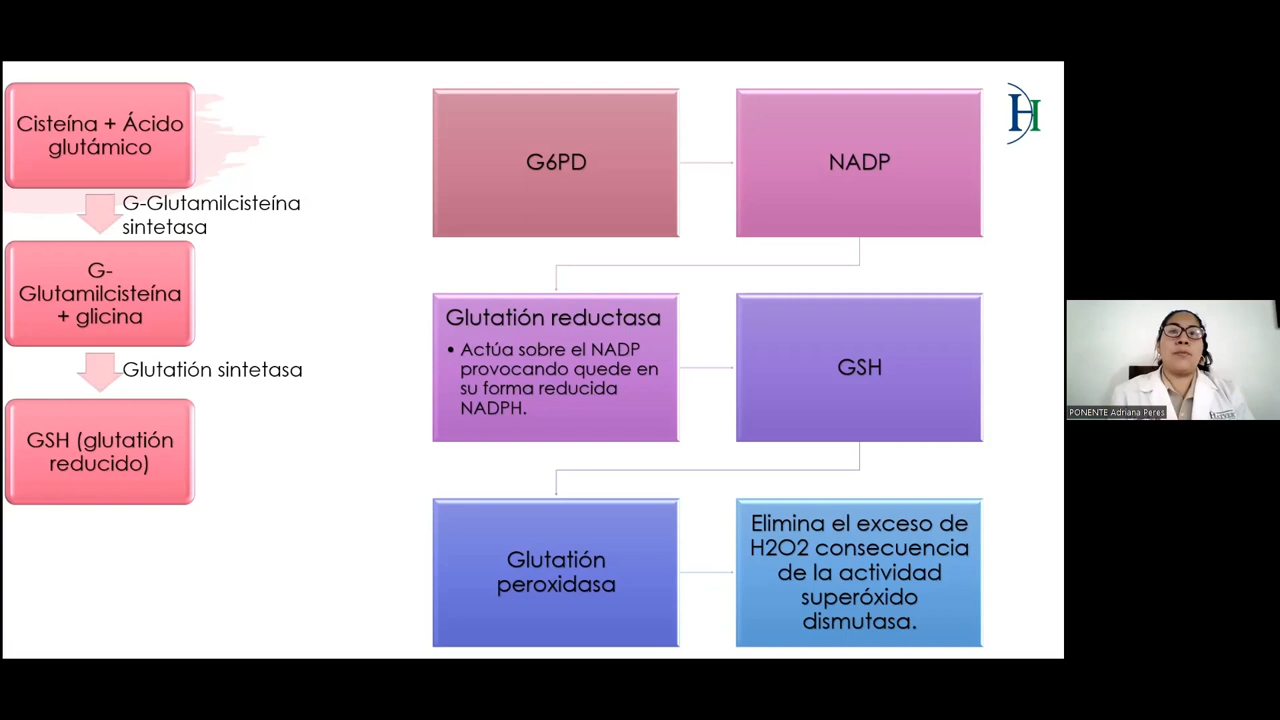 Cisteína + Ácido
glutámico
G-Glutamilcisteína
sintetasa
G-
Glutamilcisteína
+ glicina
Glutatión sintetasa
GSH (glutatión
reducido)
G6PD
NADP
Glutatión reductasa
• Actúa sobre el NADP
provocando quede en
su forma reducida
NADPH.
GSH
Glutatión
peroxidasa
Elimina el exceso de
H2O2 consecuencia
de la actividad
superóxido
dismutasa.
H
PONENTE Adriana Peres